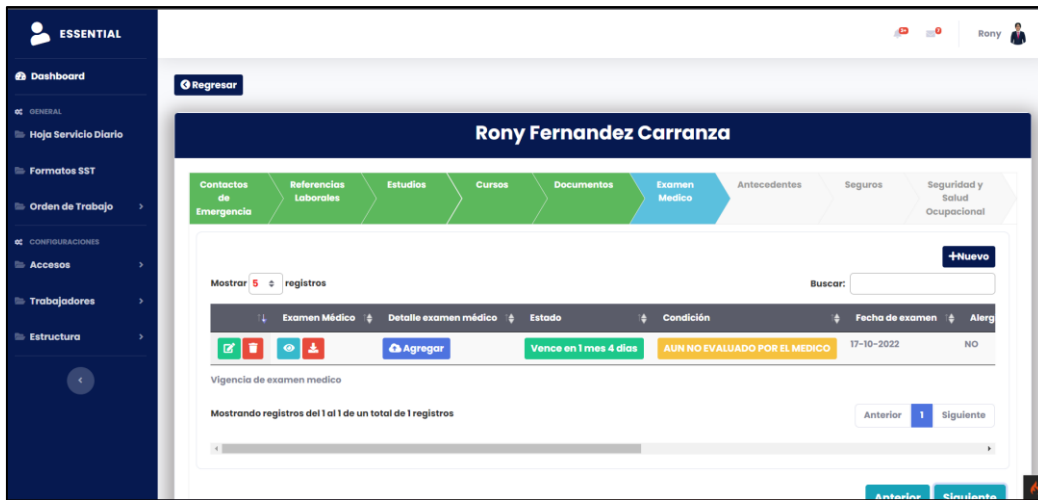 ESSENTIAL
Rony
Dashboard
Regresar
GENERAL
Hoja Servicio Diario
Formatos SST
Orden de Trabajo
CONFIGURACIONES
Accesos
Trabajadores
Estructura
Rony Fernandez Carranza
Contactos
de
Emergencia
Referencias
Laborales
Estudios
Cursos
Documentos
Examen
Medico
Antecedentes
Seguros
Seguridad y
Salud
Ocupacional
+Nuevo
Mostrar 5 registros
Buscar:
Examen Médico Detalle examen médico Estado Condición Fecha de examen Alerg
Agregar Vence en 1 mes 4 dias AUN NO EVALUADO POR EL MEDICO 17-10-2022 NO
Vigencia de examen medico
Mostrando registros del 1 al 1 de un total de 1 registros
Anterior 1 Siguiente
Anterior Siguiente